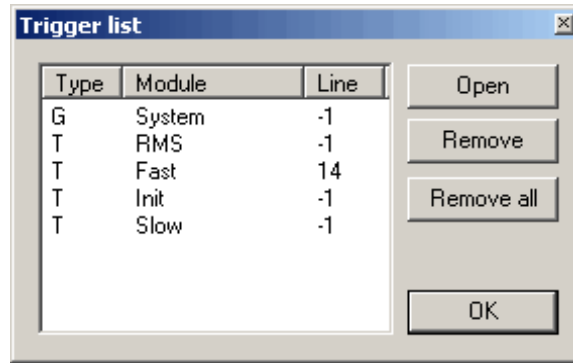 Trigger list
Type Module Line
G System -1
T RMS -1
T Fast 14
T Init -1
T Slow -1
Open
Remove
Remove all
OK